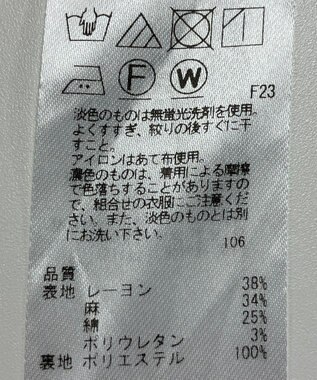 F W F23
淡色のものは無蛍光洗剤を使用。
よくすすぎ、絞りの後すぐに干
すこと。
アイロンはあて布使用。
濃色のものは、着用による摩擦
で色落ちすることがありますの
で、組合せの衣服にご注意くださ
い。また、淡色のものとは別
にお洗い下さい。
106
品質
表地 レーヨン 38%
麻 34%
綿 25%
ポリウレタン 3%
裏地 ポリエステル 100%